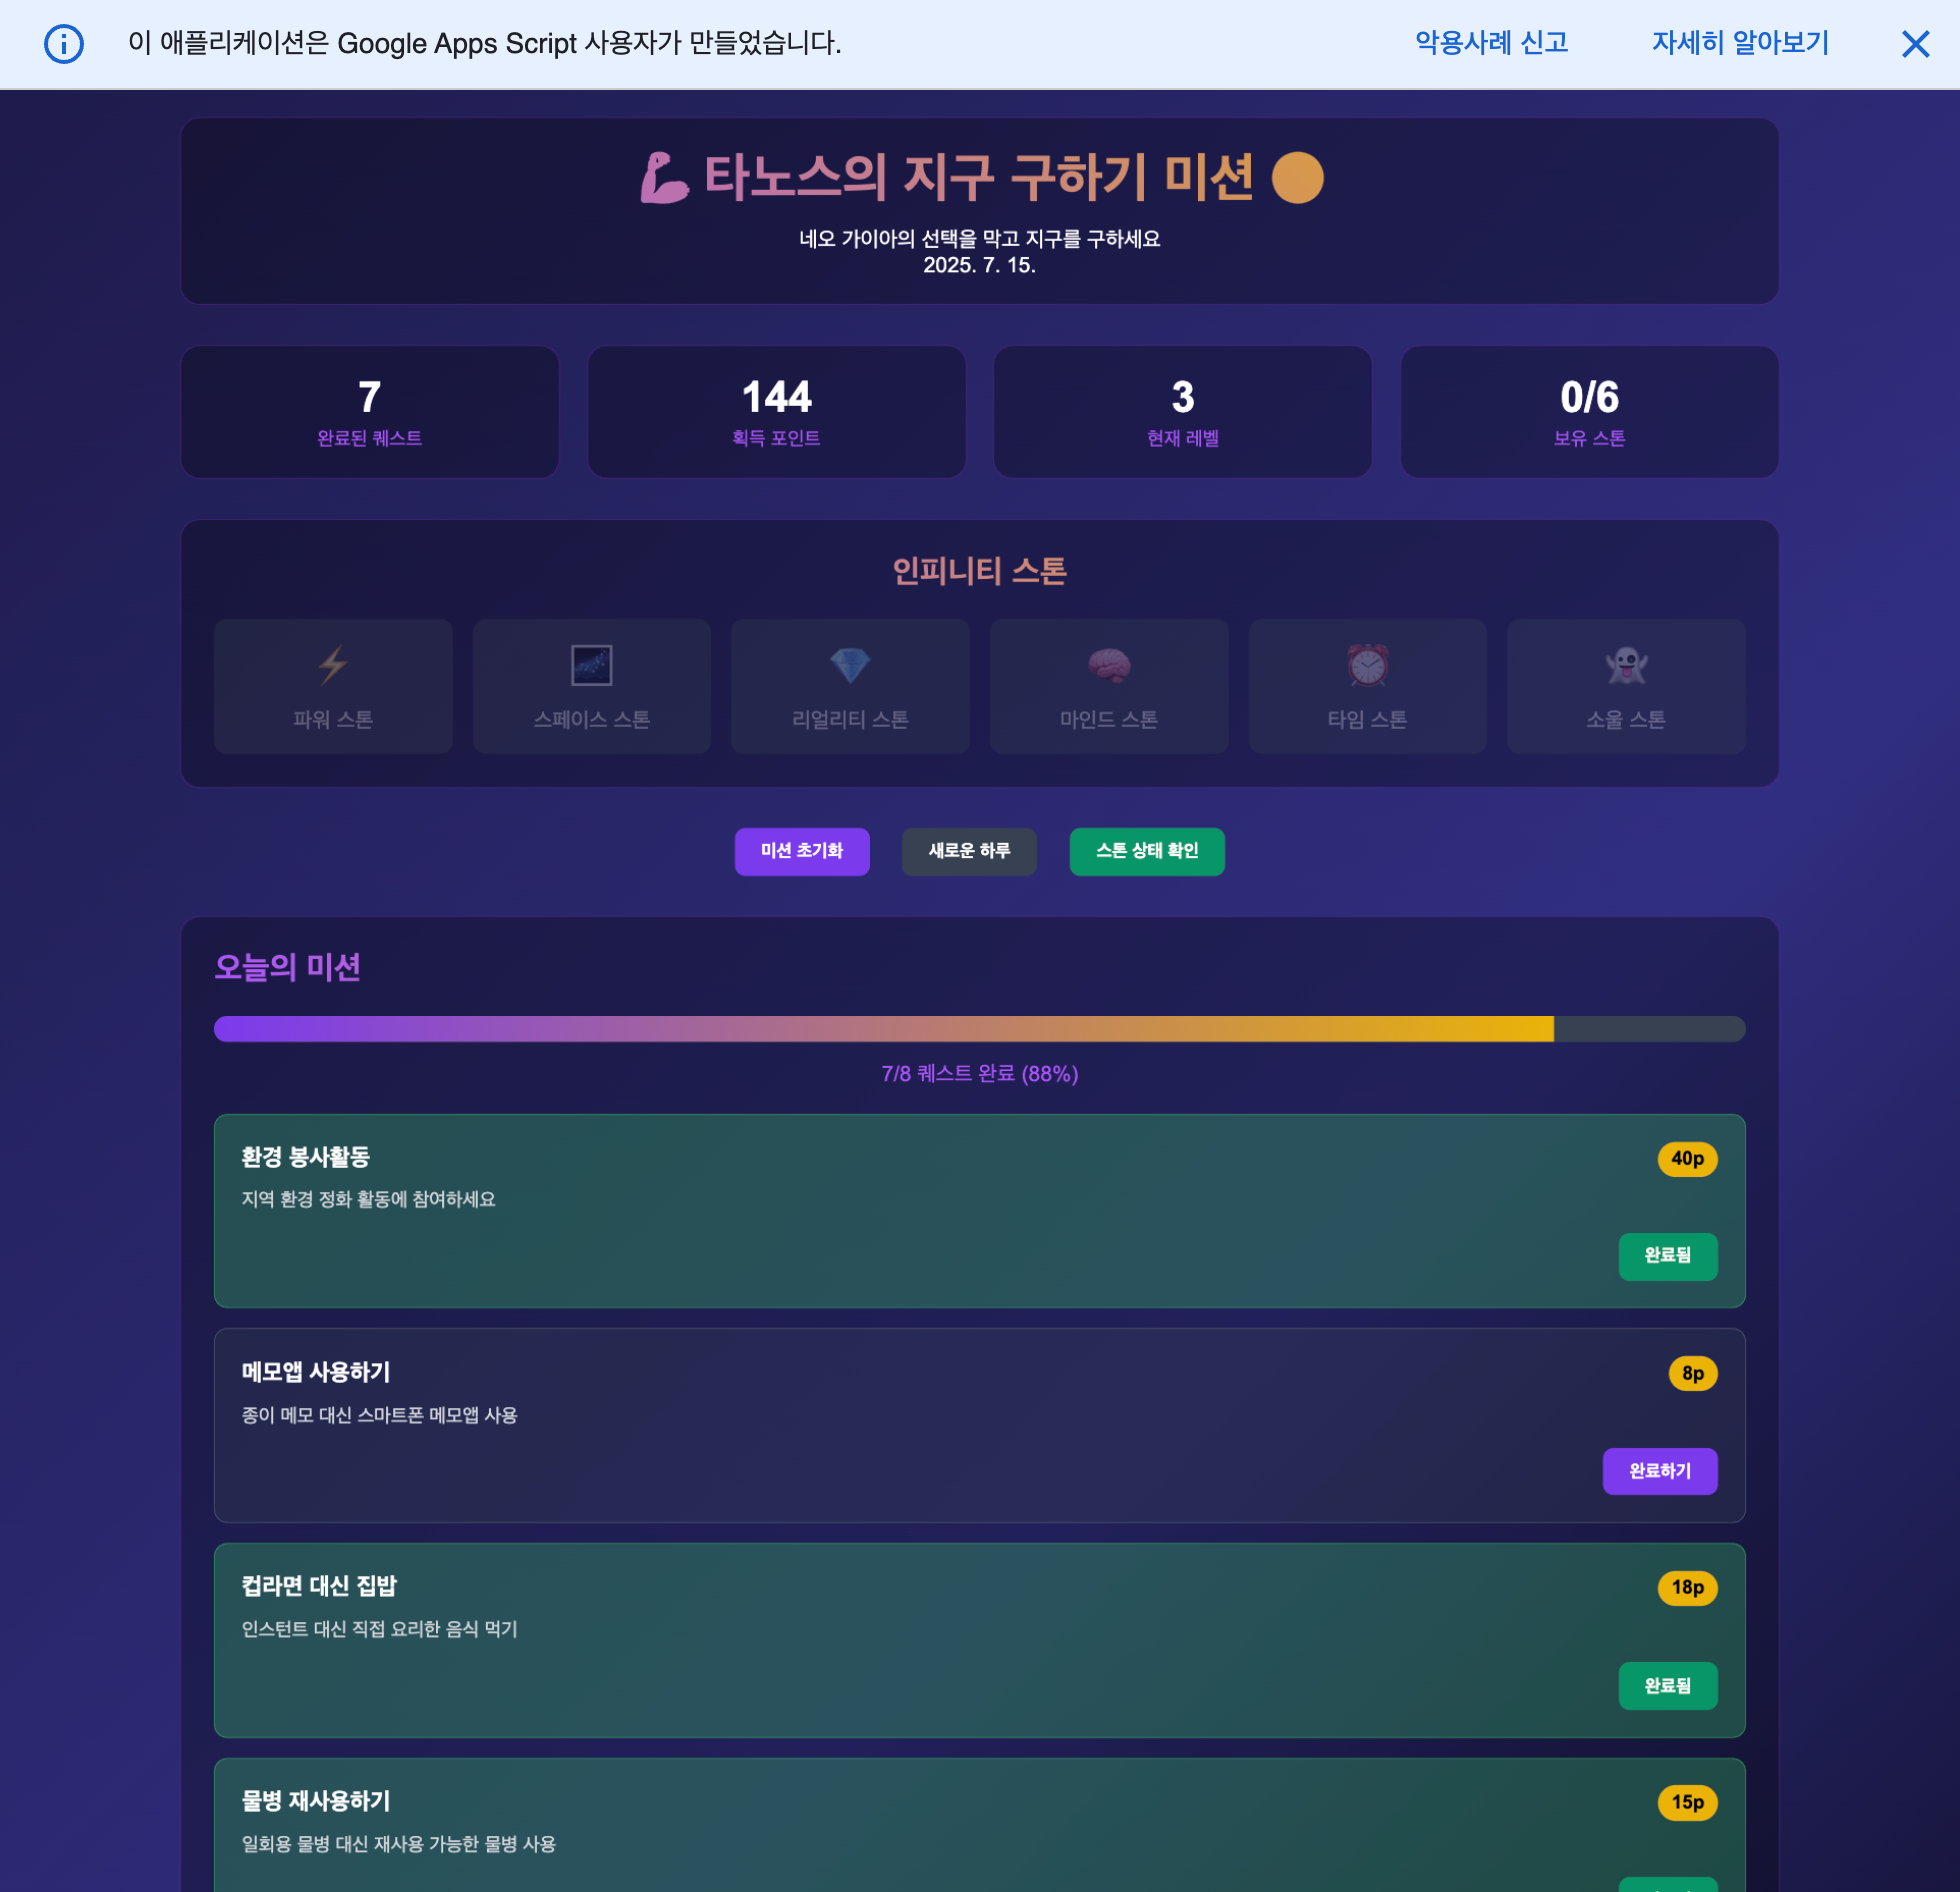 이 애플리케이션은 Google Apps Script 사용자가 만들었습니다.
악용사례 신고
자세히 알아보기
타노스의 지구 구하기 미션
네오 가이아의 선택을 막고 지구를 구하세요
2025. 7. 15.
7
완료된 퀘스트
144
획득 포인트
3
현재 레벨
0/6
보유 스톤
인피니티 스톤
파워 스톤
스페이스 스톤
리얼리티 스톤
마인드 스톤
타임 스톤
소울 스톤
미션 초기화
새로운 하루
스톤 상태 확인
오늘의 미션
7/8 퀘스트 완료 (88%)
환경 봉사활동
40p
지역 환경 정화 활동에 참여하세요
완료됨
메모앱 사용하기
8p
종이 메모 대신 스마트폰 메모앱 사용
완료하기
컵라면 대신 집밥
18p
인스턴트 대신 직접 요리한 음식 먹기
완료됨
물병 재사용하기
15p
일회용 물병 대신 재사용 가능한 물병 사용